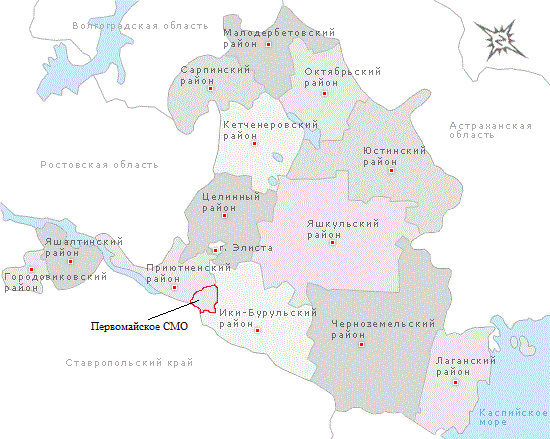 Волгоградская область
Малодербетовский
район
Сарпинский
район
Октябрьский
район
Кетченеровский
район
Астраханская
область
Юстинский
район
Ростовская область
Целинный
район
Яшкульский
район
г. Элиста
Яшалтинский
район
Городовиковский
район
Приютненский
район
Первомайское СМО
Ики-Бурульский
район
Черноземельский
район
Ставропольский край
Лаганский
район
Каспийское
море